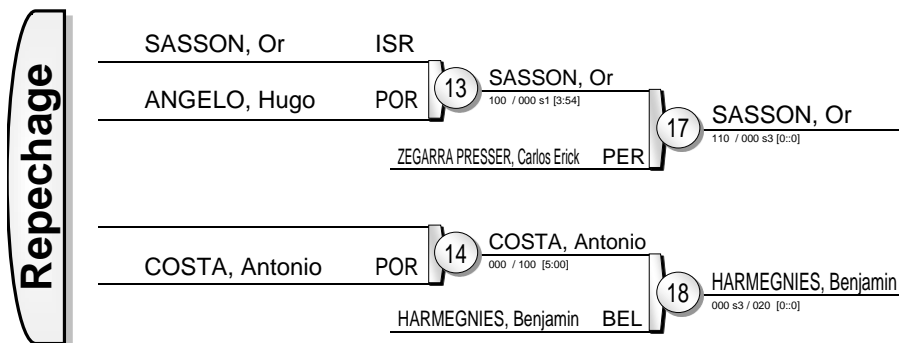 Repechage
SASSON, Or ISR
ANGELO, Hugo POR
13
SASSON, Or
100 / 000 s1 [3:54]
ZEGARRA PRESSER, Carlos Erick PER
17
SASSON, Or
110 / 000 s3 [0::0]
COSTA, Antonio POR
14
COSTA, Antonio
000 / 100 [5:00]
HARMEGNIES, Benjamin BEL
18
HARMEGNIES, Benjamin
000 s3 / 020 [0::0]